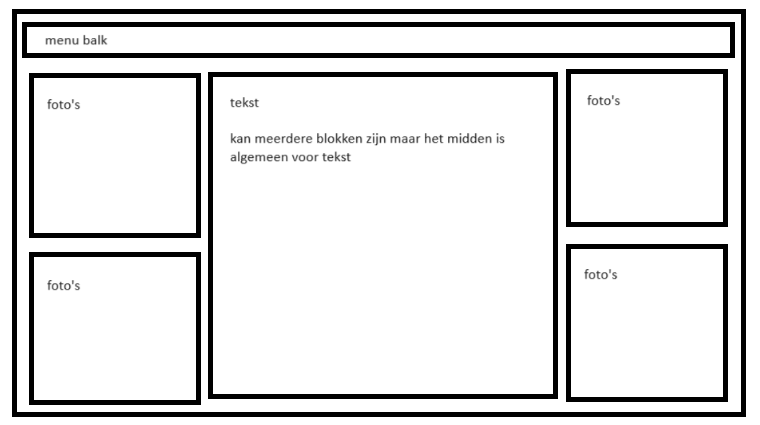 menu balk
foto's
tekst
kan meerdere blokken zijn maar het midden is
algemeen voor tekst
foto's
foto's
foto's